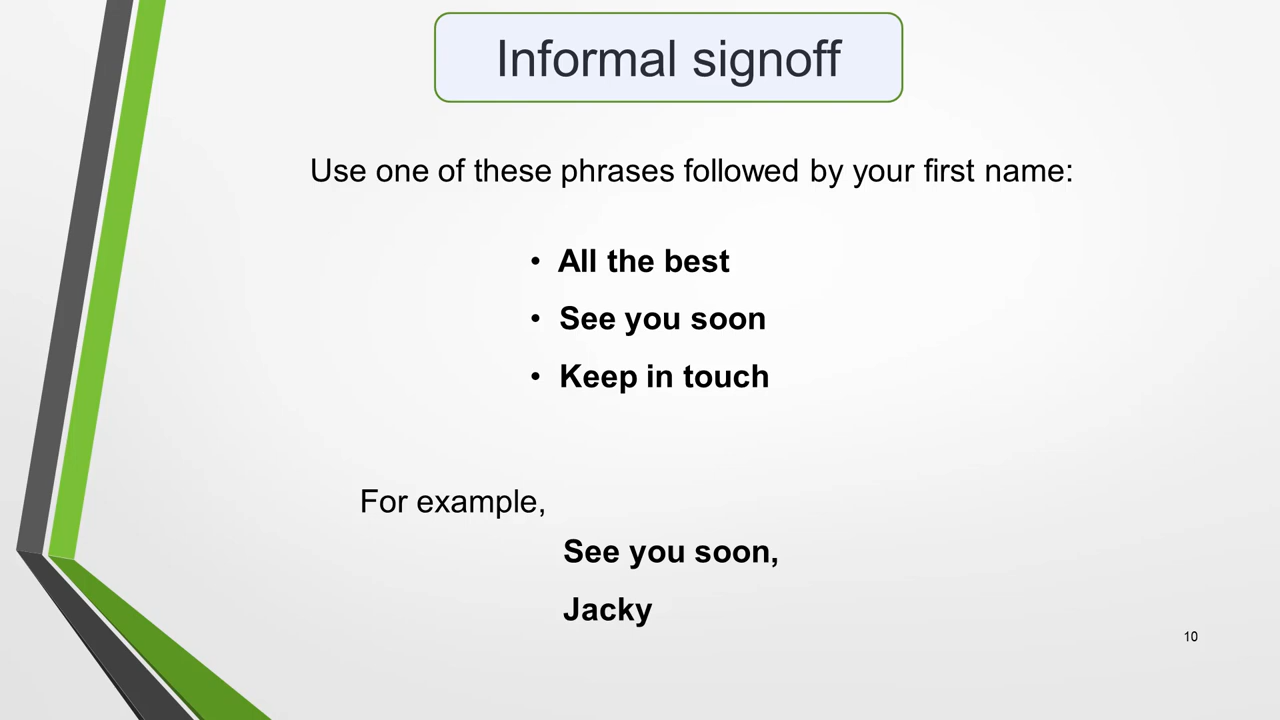 Informal signoff
Use one of these phrases followed by your first name:
• All the best
• See you soon
• Keep in touch
For example,
See you soon,
Jacky
10